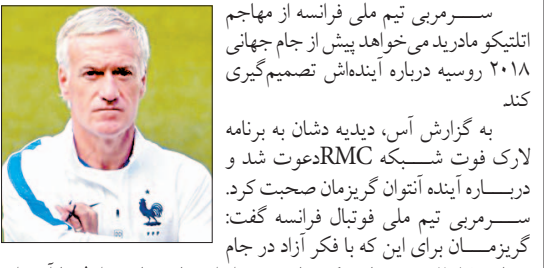 ســـرمربی تیم ملی فرانسه از مهاجم
اتلتیکو مادرید می‌خواهد پیش از جام جهانی
۲۰۱۸ روسیه درباره آینده‌اش تصمیم‌گیری
کند.
به گزارش آس، دیدیه دشان به برنامه
لارک فوت شـــبکه RMCدعوت شد و
دربـــاره آینده آنتوان گریزمان صحبت کرد.
ســـرمربی تیم ملی فوتبال فرانسه گفت:
گریزمـــان برای این که با فکر آزاد در جام